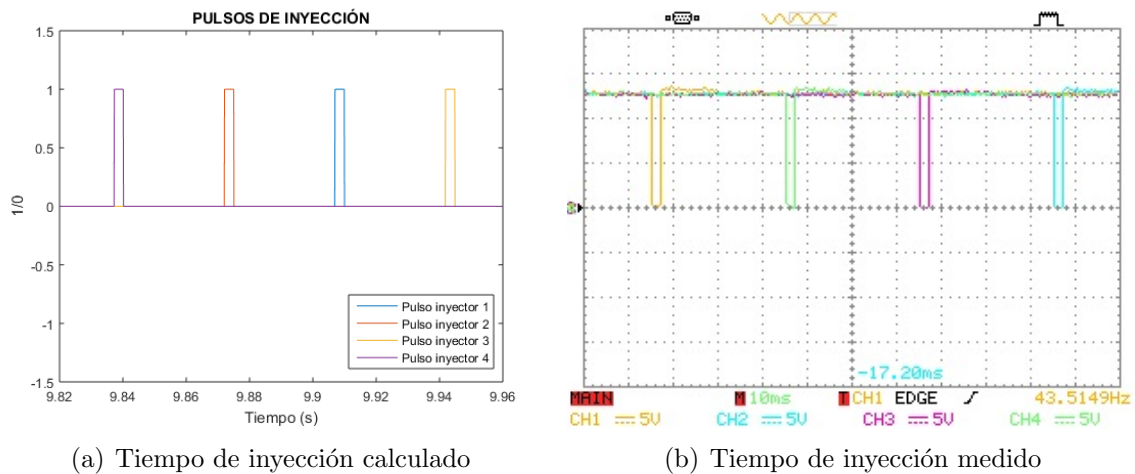 PULSOS DE INYECCIÓN
1.5
1
0.5
0
-0.5
-1
-1.5
1/0
Pulso inyector 1
Pulso inyector 2
Pulso inyector 3
Pulso inyector 4
9.82 9.84 9.86 9.88 9.9 9.92 9.94 9.96
Tiempo (s)
-17.20ms
MAIN M 10ms T CH1 EDGE 43.5149Hz
CH1 5V CH2 5V CH3 5V CH4 5V
(a) Tiempo de inyección calculado
(b) Tiempo de inyección medido